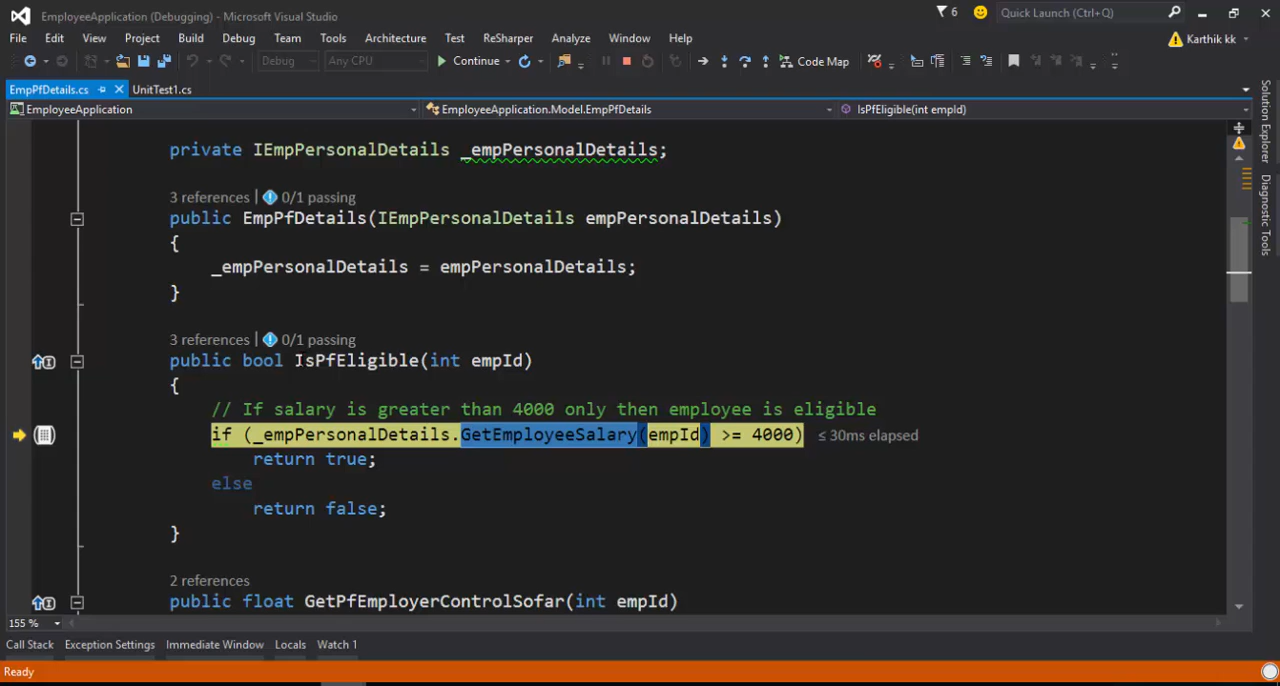 EmployeeApplication (Debugging) - Microsoft Visual Studio
6
Quick Launch (Ctrl+Q)
File Edit View Project Build Debug Team Tools Architecture Test ReSharper Analyze Window Help
Karthik kk
Debug Any CPU Continue Code Map
EmpPfDetails.cs UnitTest1.cs
EmployeeApplication EmployeeApplication.Model.EmpPfDetails IsPfEligible(int empId)
private IEmpPersonalDetails _empPersonalDetails;
3 references | 0/1 passing
public EmpPfDetails(IEmpPersonalDetails empPersonalDetails)
{
_empPersonalDetails = empPersonalDetails;
}
3 references | 0/1 passing
public bool IsPfEligible(int empId)
{
// If salary is greater than 4000 only then employee is eligible
if (_empPersonalDetails.GetEmployeeSalary(empId) >= 4000) ≤ 30ms elapsed
return true;
else
return false;
}
2 references
public float GetPfEmployerControlSofar(int empId)
155 %
Call Stack Exception Settings Immediate Window Locals Watch 1
Ready
Solution Explorer
Diagnostic Tools